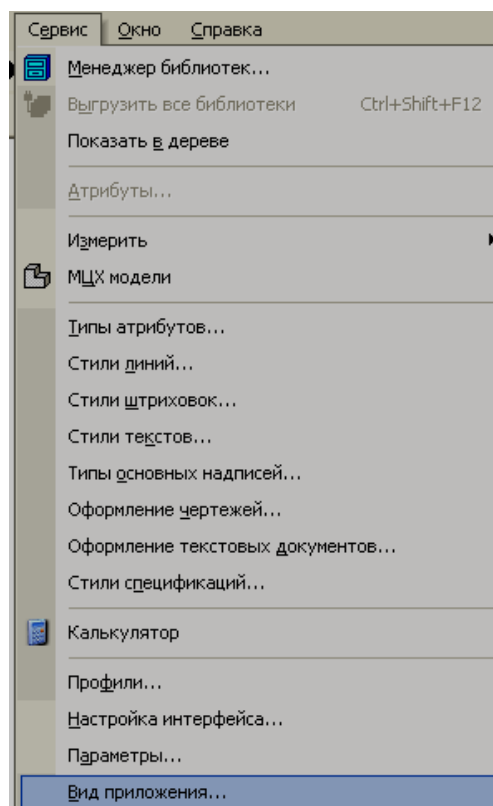 Сервис Окно Справка
Менеджер библиотек...
Выгрузить все библиотеки Ctrl+Shift+F12
Показать в дереве
Атрибуты...
Измерить
МЦХ модели
Типы атрибутов...
Стили линий...
Стили штриховок...
Стили текстов...
Типы основных надписей...
Оформление чертежей...
Оформление текстовых документов...
Стили спецификаций...
Калькулятор
Профили...
Настройка интерфейса...
Параметры...
Вид приложения...